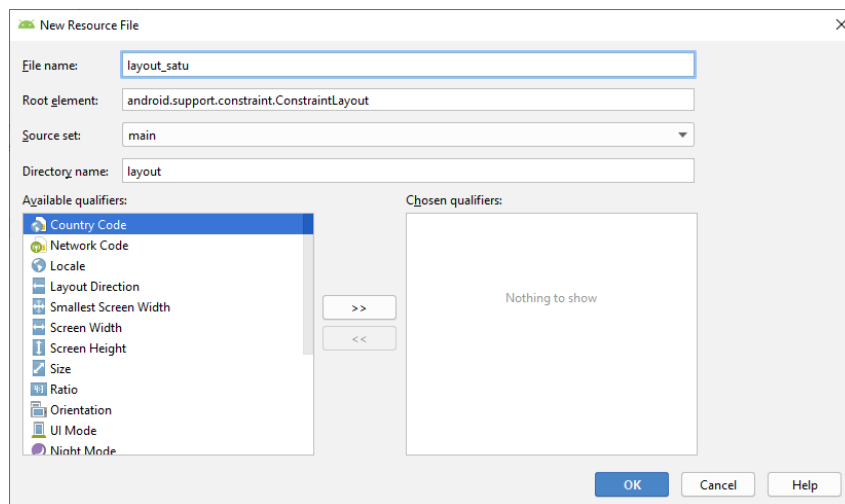 New Resource File
File name: layout_satu
Root element: android.support.constraint.ConstraintLayout
Source set: main
Directory name: layout
Available qualifiers: Chosen qualifiers:
Country Code
Network Code
Locale
Layout Direction
Smallest Screen Width
Screen Width
Screen Height
Size
Ratio
Orientation
UI Mode
Night Mode
>>
<<
Nothing to show
OK Cancel Help